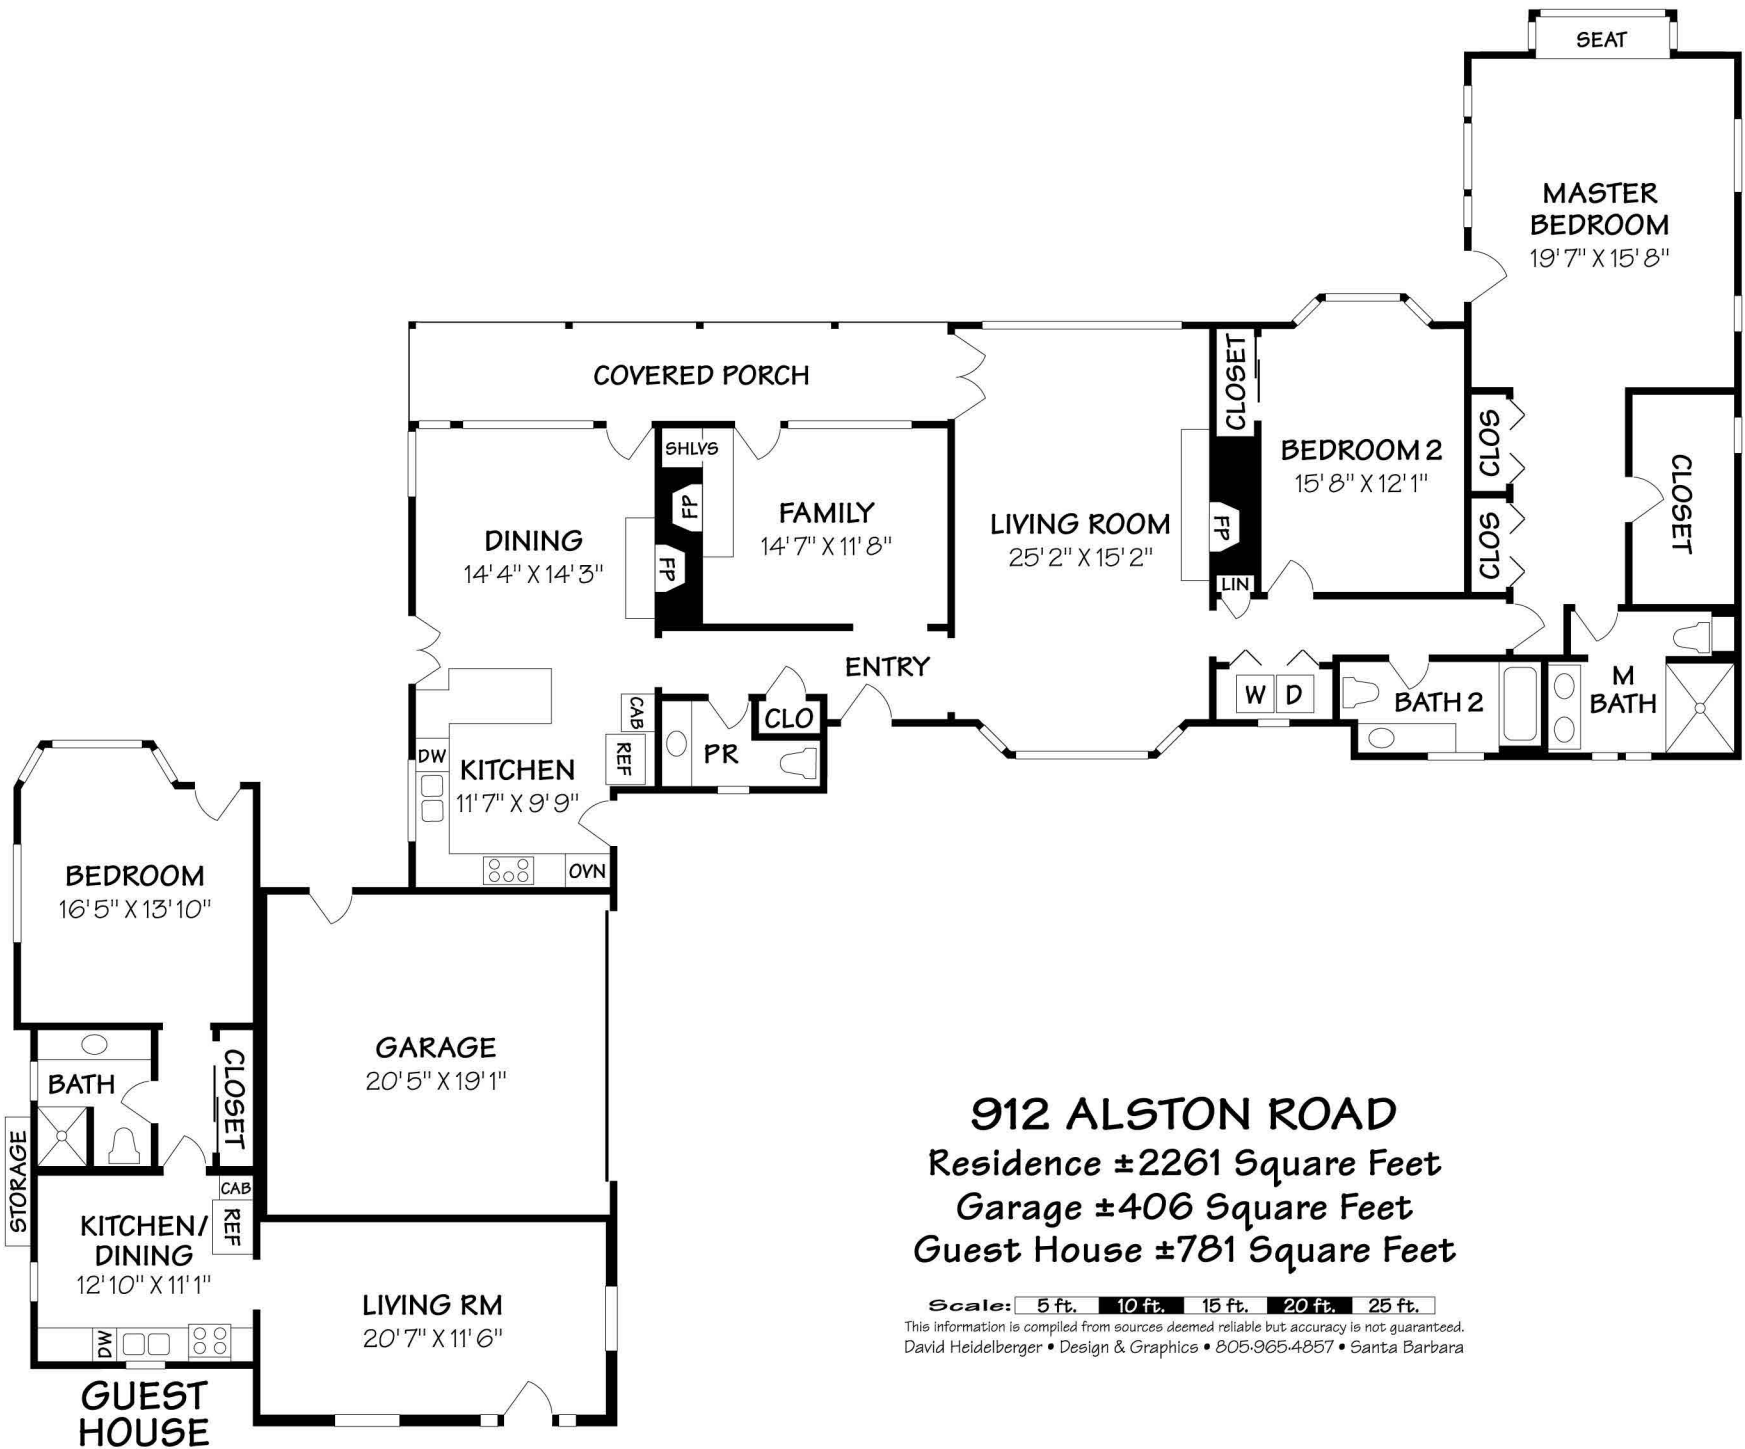 SEAT
MASTER
BEDROOM
19'7" X 15'8"
COVERED PORCH
CLOSET
BEDROOM 2
15'8" X 12'1"
CLOS
CLOS
CLOSET
SHLVS
FP
FP
FAMILY
14'7" X 11'8"
DINING
14'4" X 14'3"
LIVING ROOM
25'2" X 15'2"
FP
LIN
ENTRY
W
D
BATH 2
M
BATH
CAB
CLO
PR
REF
DW
KITCHEN
11'7" X 9'9"
OVN
BEDROOM
16'5" X 13'10"
GARAGE
20'5" X 19'1"
BATH
CLOSET
STORAGE
CAB
REF
KITCHEN/
DINING
12'10" X 11'1"
DW
LIVING RM
20'7" X 11'6"
GUEST
HOUSE
912 ALSTON ROAD
Residence ±2261 Square Feet
Garage ±406 Square Feet
Guest House ±781 Square Feet
Scale: 5 ft. 10 ft. 15 ft. 20 ft. 25 ft.
This information is compiled from sources deemed reliable but accuracy is not guaranteed.
David Heidelberger • Design & Graphics • 805•965•4857 • Santa Barbara